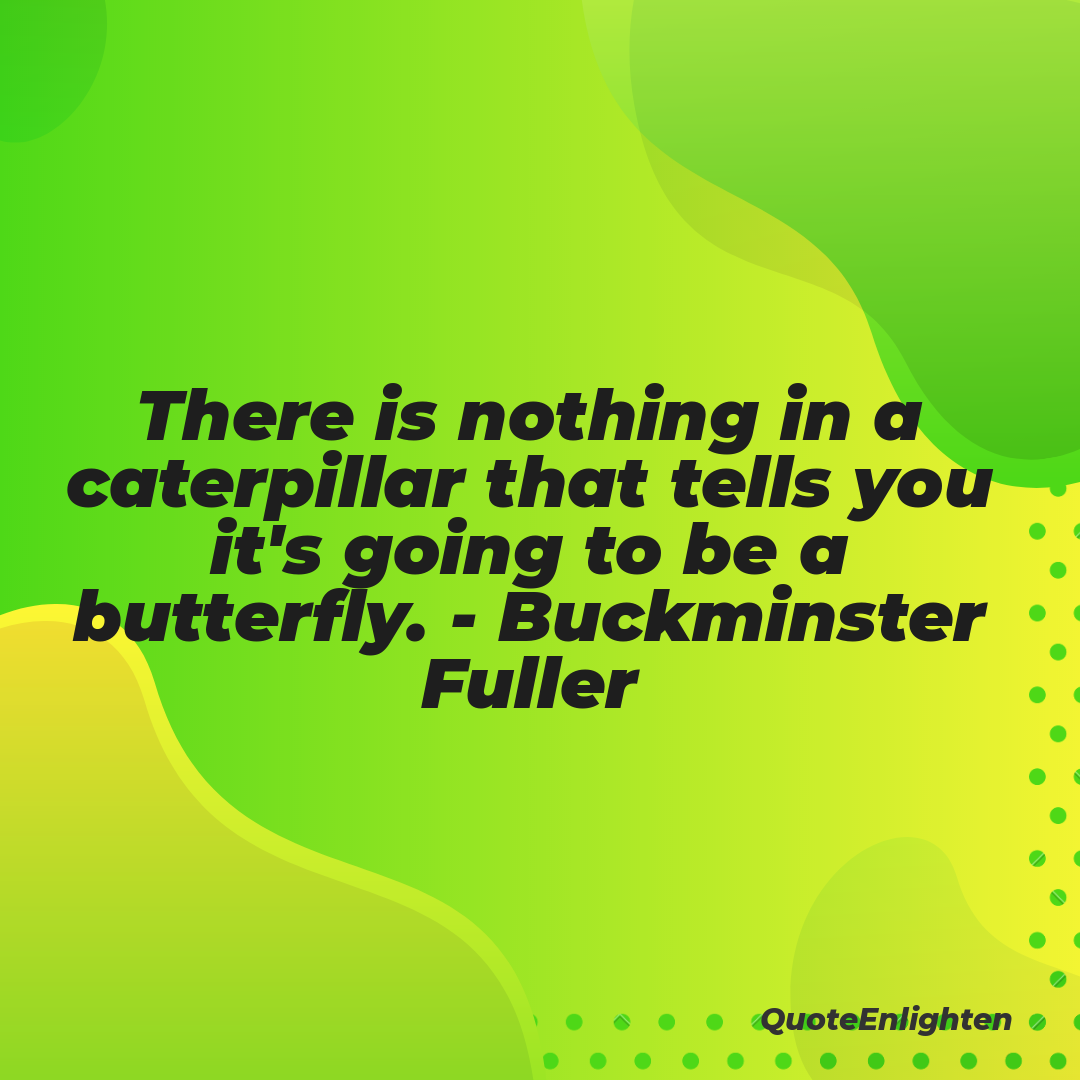 There is nothing in a
caterpillar that tells you
it's going to be a
butterfly. - Buckminster
Fuller
QuoteEnlighten